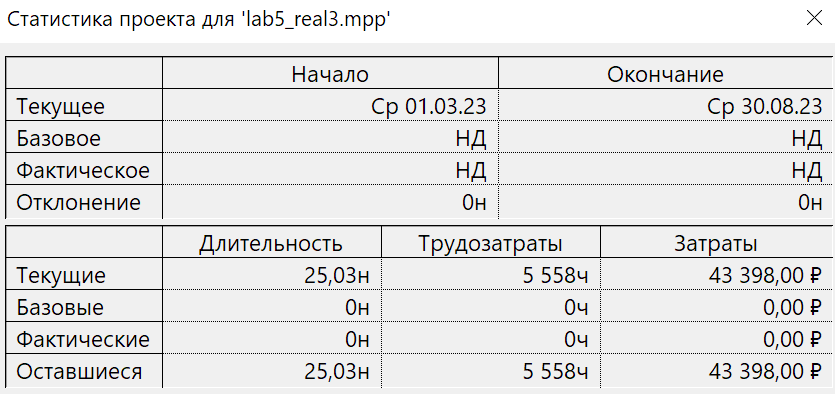 Статистика проекта для 'lab5_real3.mpp'
Начало Окончание
Текущее Ср 01.03.23 Ср 30.08.23
Базовое НД НД
Фактическое НД НД
Отклонение 0н 0н
Длительность Трудозатраты Затраты
Текущие 25,03н 5 558ч 43 398,00 ₽
Базовые 0н 0ч 0,00 ₽
Фактические 0н 0ч 0,00 ₽
Оставшиеся 25,03н 5 558ч 43 398,00 ₽